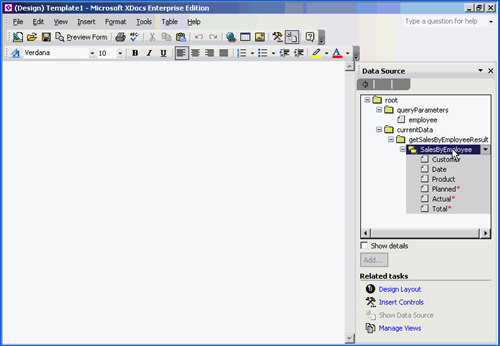 (Design) Template1 - Microsoft XDocs Enterprise Edition
File Edit View Insert Format Tools Table Help Type a question for help
Preview Form
Verdana 10
Data Source
root
queryParameters
employee
currentData
getSalesByEmployeeResult
SalesByEmployee
Customer
Date
Product
Planned*
Actual*
Total*
Show details
Add...
Related tasks
Design Layout
Insert Controls
Show Data Source
Manage Views